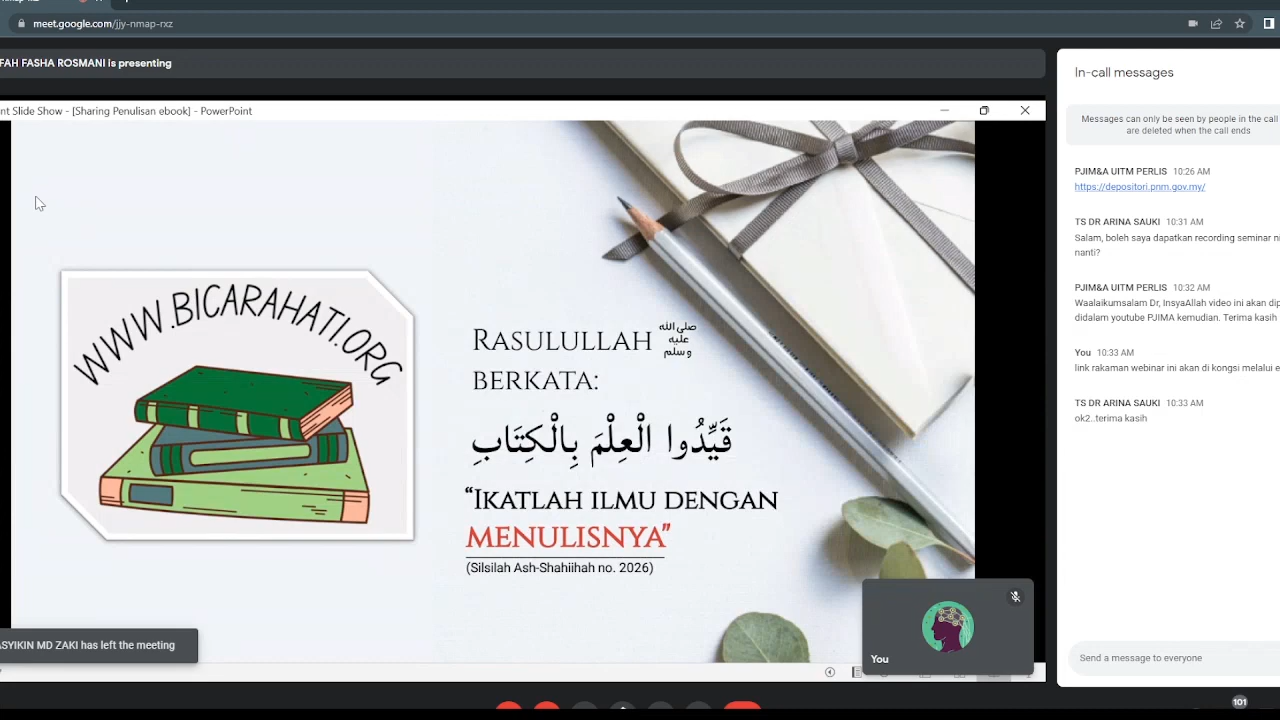 meet.google.com/jjy-nmap-rxz
FAH FASHA ROSMANI is presenting
nt Slide Show - [Sharing Penulisan ebook] - PowerPoint
WWW.BICARAHATI.ORG
RASULULLAH صلى الله عليه وسلم
BERKATA:
قَيِّدُوا الْعِلْمَ بِالْكِتَابِ
“IKATLAH ILMU DENGAN
MENULISNYA”
(Silsilah Ash-Shahiihah no. 2026)
SYIKIN MD ZAKI has left the meeting
You
In-call messages
Messages can only be seen by people in the call
are deleted when the call ends
PJIM&A UITM PERLIS 10:26 AM
https://depositori.pnm.gov.my/
TS DR ARINA SAUKI 10:31 AM
Salam, boleh saya dapatkan recording seminar ni
nanti?
PJIM&A UITM PERLIS 10:32 AM
Waalaikumsalam Dr, InsyaAllah video ini akan dip
didalam youtube PJIMA kemudian. Terima kasih
You 10:33 AM
link rakaman webinar ini akan di kongsi melalui e
TS DR ARINA SAUKI 10:33 AM
ok2..terima kasih
Send a message to everyone
101